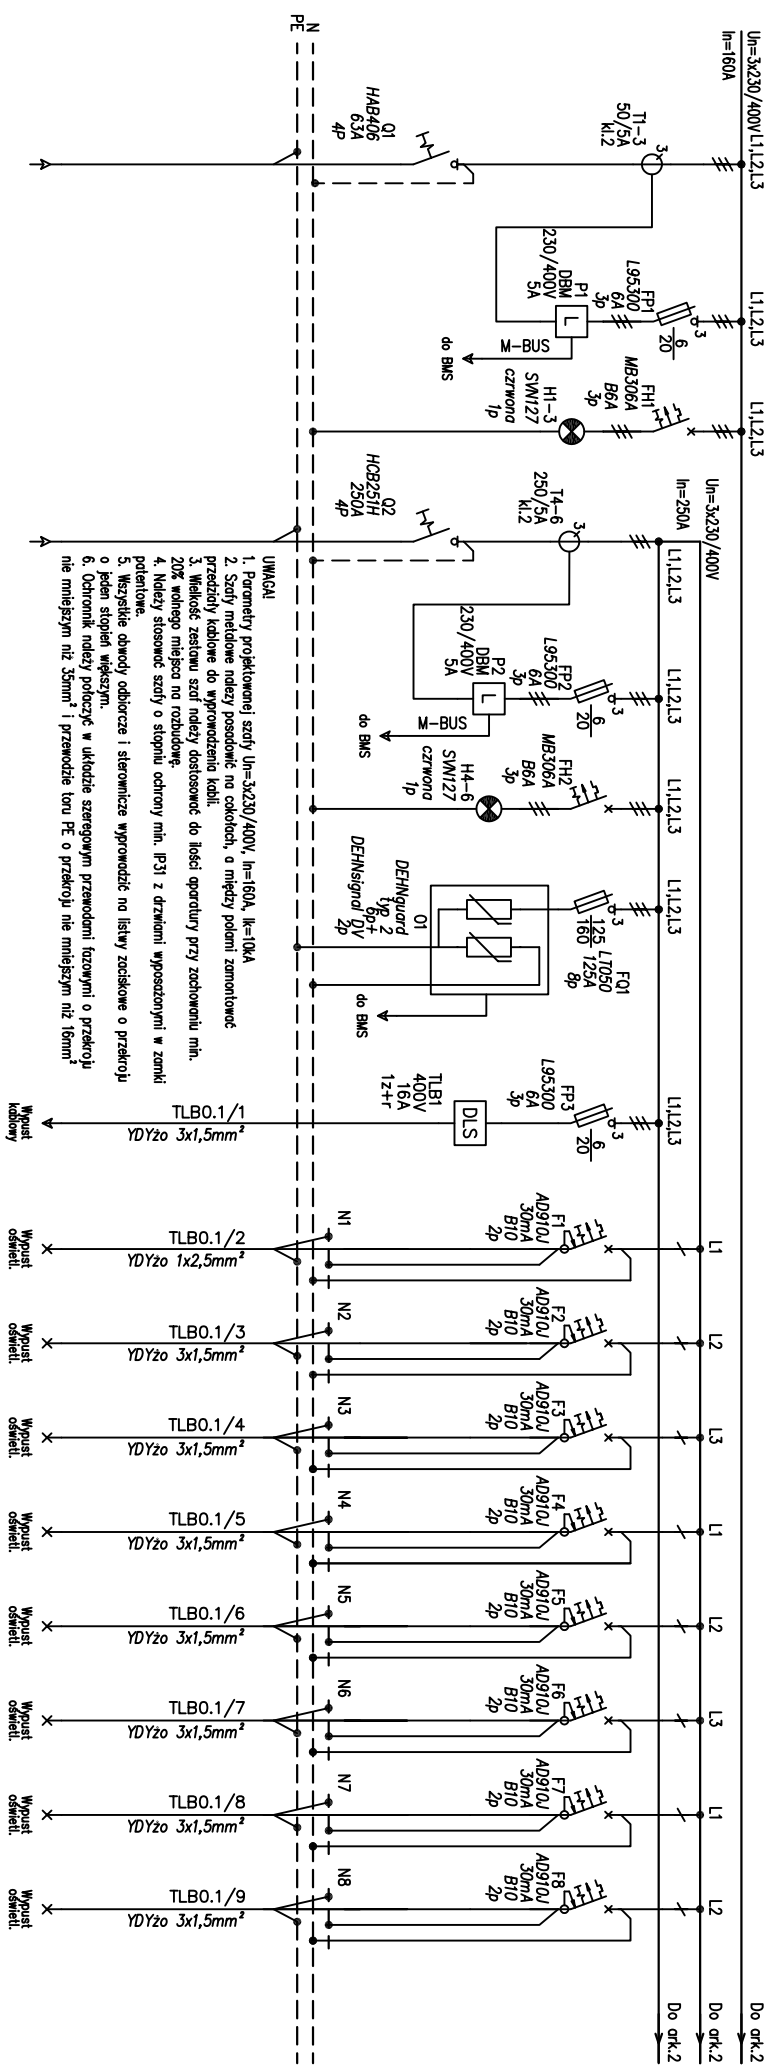 Un=3x230/400V
In=160A
L1,L2,L3
L1,L2,L3
L1,L2,L3
Un=3x230/400V
In=250A
L1,L2,L3
L1,L2,L3
L1,L2,L3
L1,L2,L3
L1,L2,L3
L1
L2
L3
L1
L2
L3
L1
L2
Do ark.2
Do ark.2
Do ark.2
T1-3
50/5A
kl.2
3
Q1
HAB406
63A
4P
FP1
L95300
6A
3p
3
6
20
P1
DBM
230/400V
5A
L
M-BUS
do BMS
FH1
MB306A
B6A
3p
H1-3
SVN127
czrwona
1p
T4-6
250/5A
kl.2
3
Q2
HCB251H
250A
4P
FP2
L95300
6A
3p
3
6
20
P2
DBM
230/400V
5A
L
M-BUS
do BMS
FH2
MB306A
B6A
3p
H4-6
SVN127
czrwona
1p
3
125
160
FQ1
LT050
125A
8p
O1
DEHNguard
typ 2
6p+
DEHNsignal DV
2p
do BMS
FP3
L95300
6A
3p
3
6
20
TLB1
400V
16A
1z+r
DLS
F1
AD910J
30mA
B10
2p
F2
AD910J
30mA
B10
2p
F3
AD910J
30mA
B10
2p
F4
AD910J
30mA
B10
2p
F5
AD910J
30mA
B10
2p
F6
AD910J
30mA
B10
2p
F7
AD910J
30mA
B10
2p
F8
AD910J
30mA
B10
2p
N
PE
N1
N2
N3
N4
N5
N6
N7
N8
UWAGA!
1. Parametry projektowanej szafy Un=3x230/400V, In=160A, Ik=10kA
2. Szafy metalowe należy posadowić na cokołach, a między polami zamontować
przedziały kablowe do wyprowadzenia kabli.
3. Wielkość zestawu szaf należy dostosować do ilości aparatury przy zachowaniu min.
20% wolnego miejsca na rozbudowę.
4. Należy stosować szafy o stopniu ochrony min. IP31 z drzwiami wyposażonymi w zamki
patentowe.
5. Wszystkie obwody odbiorcze i sterownicze wyprowadzić na listwy zaciskowe o przekroju
o jeden stopień większym.
6. Ochronnik należy połączyć w układzie szeregowym przewodami fazowymi o przekroju
nie mniejszym niż 35mm² i przewodzie toru PE o przekroju nie mniejszym niż 16mm²
TLB0.1/1
YDYżo 3x1,5mm²
Wypust
kablowy
TLB0.1/2
YDYżo 1x2,5mm²
Wypust
oświetl.
TLB0.1/3
YDYżo 3x1,5mm²
Wypust
oświetl.
TLB0.1/4
YDYżo 3x1,5mm²
Wypust
oświetl.
TLB0.1/5
YDYżo 3x1,5mm²
Wypust
oświetl.
TLB0.1/6
YDYżo 3x1,5mm²
Wypust
oświetl.
TLB0.1/7
YDYżo 3x1,5mm²
Wypust
oświetl.
TLB0.1/8
YDYżo 3x1,5mm²
Wypust
oświetl.
TLB0.1/9
YDYżo 3x1,5mm²
Wypust
oświetl.